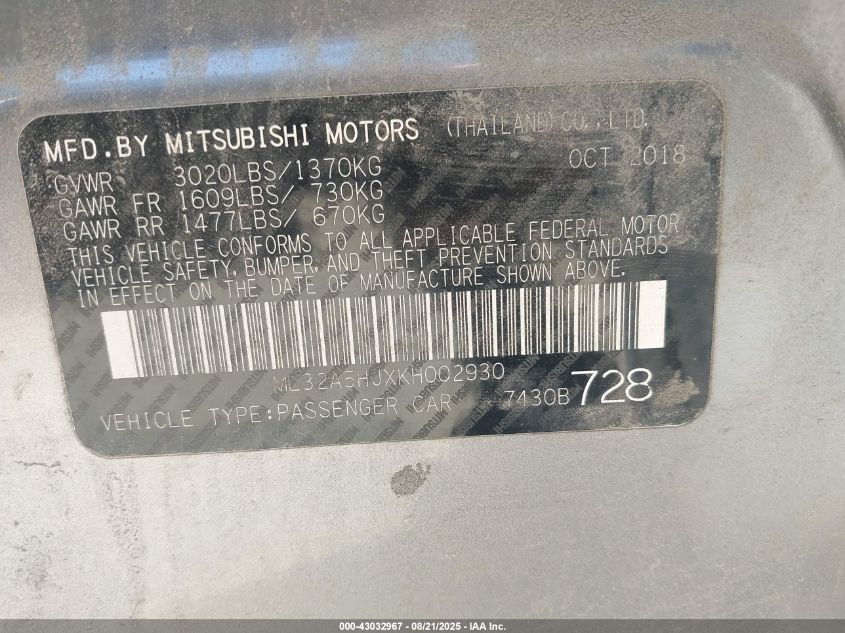 MFD.BY MITSUBISHI MOTORS (THAILAND) CO.,LTD.
GVWR 3020LBS/1370KG OCT 2018
GAWR FR 1609LBS/ 730KG
GAWR RR 1477LBS/ 670KG
THIS VEHICLE CONFORMS TO ALL APPLICABLE FEDERAL MOTOR
VEHICLE SAFETY, BUMPER, AND THEFT PREVENTION STANDARDS
IN EFFECT ON THE DATE OF MANUFACTURE SHOWN ABOVE.
ML32A5HJXKH002930
VEHICLE TYPE:PASSENGER CAR 7430B 728
000-43032967 - 08/21/2025 - IAA Inc.